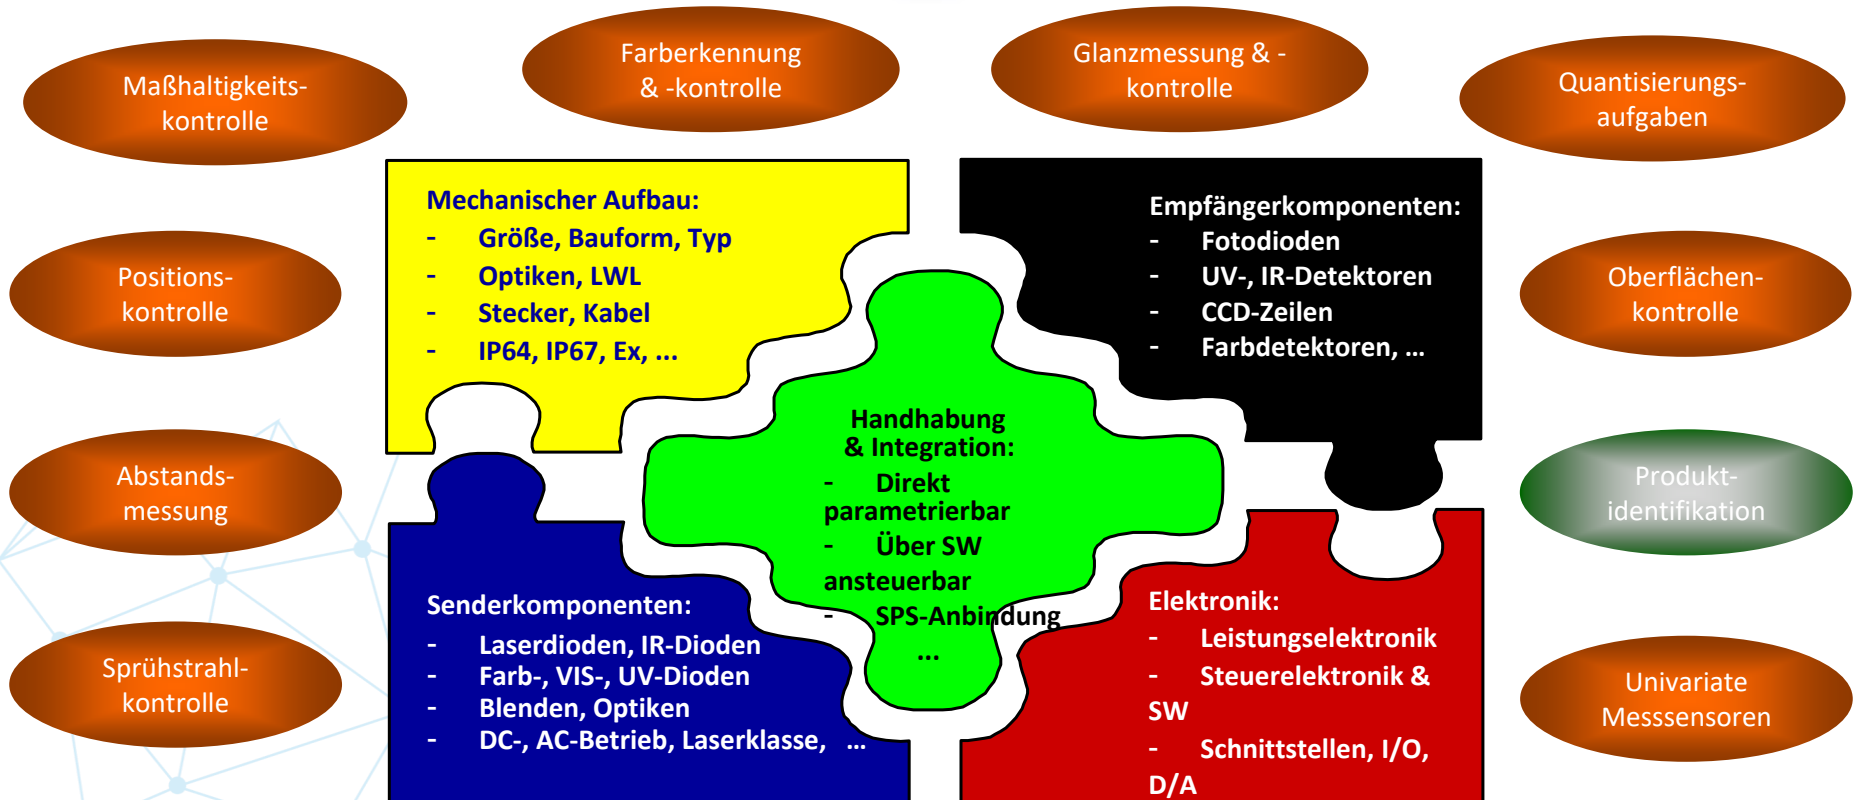 Maßhaltigkeits-
kontrolle
Farberkennung
& -kontrolle
Glanzmessung & -
kontrolle
Quantisierungs-
aufgaben
Positions-
kontrolle
Abstands-
messung
Sprühstrahl-
kontrolle
Mechanischer Aufbau:
- Größe, Bauform, Typ
- Optiken, LWL
- Stecker, Kabel
- IP64, IP67, Ex, ...
Empfängerkomponenten:
- Fotodioden
- UV-, IR-Detektoren
- CCD-Zeilen
- Farbdetektoren, ...
Handhabung
& Integration:
- Direkt
parametrierbar
- Über SW
ansteuerbar
- SPS-Anbindung
...
Senderkomponenten:
- Laserdioden, IR-Dioden
- Farb-, VIS-, UV-Dioden
- Blenden, Optiken
- DC-, AC-Betrieb, Laserklasse, ...
Elektronik:
- Leistungselektronik
- Steuerelektronik &
SW
- Schnittstellen, I/O,
D/A
Oberflächen-
kontrolle
Produkt-
identifikation
Univariate
Messsensoren